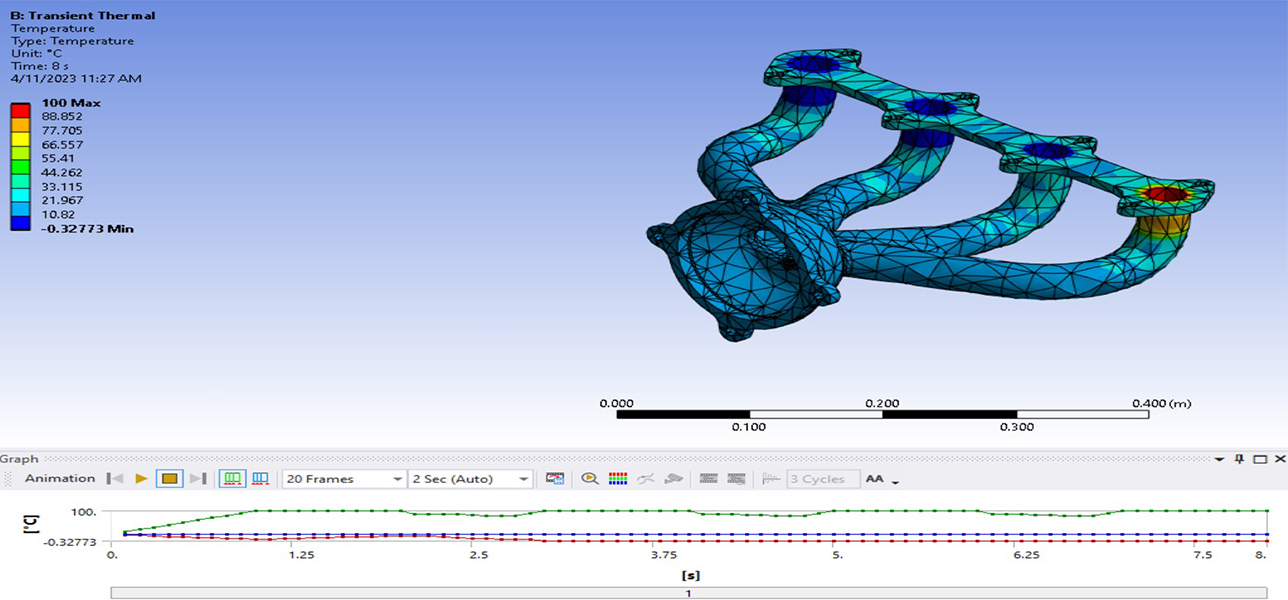 B: Transient Thermal
Temperature
Type: Temperature
Unit: °C
Time: 8 s
4/11/2023 11:27 AM
100 Max
88.852
77.705
66.557
55.41
44.262
33.115
21.967
10.82
-0.32773 Min
0.000 0.200 0.400 (m)
0.100 0.300
Graph
Animation 20 Frames 2 Sec (Auto) 3 Cycles AA
100.
[°C]
-0.32773
0. 1.25 2.5 3.75 5. 6.25 7.5 8.
[s]
1